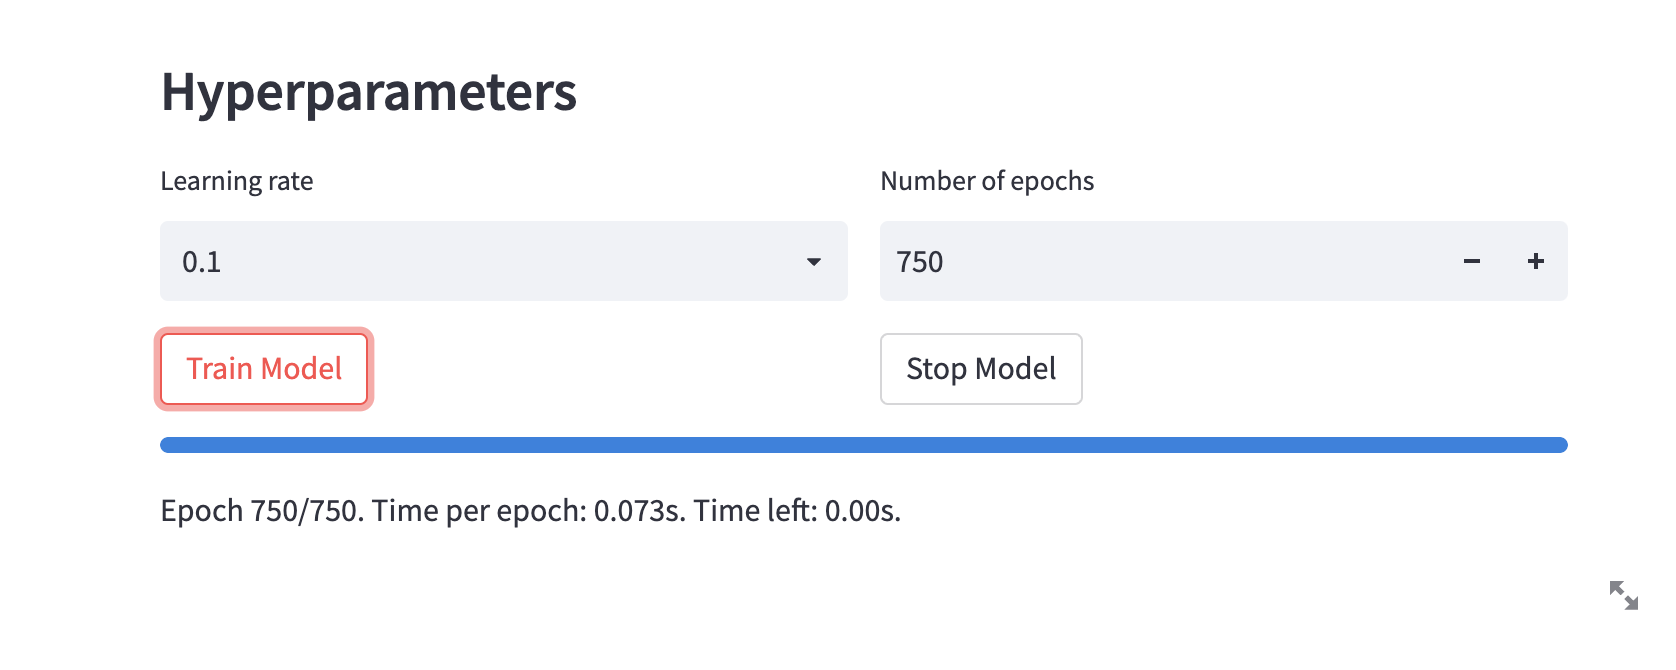 Hyperparameters
Learning rate
Number of epochs
0.1
750
Train Model
Stop Model
Epoch 750/750. Time per epoch: 0.073s. Time left: 0.00s.